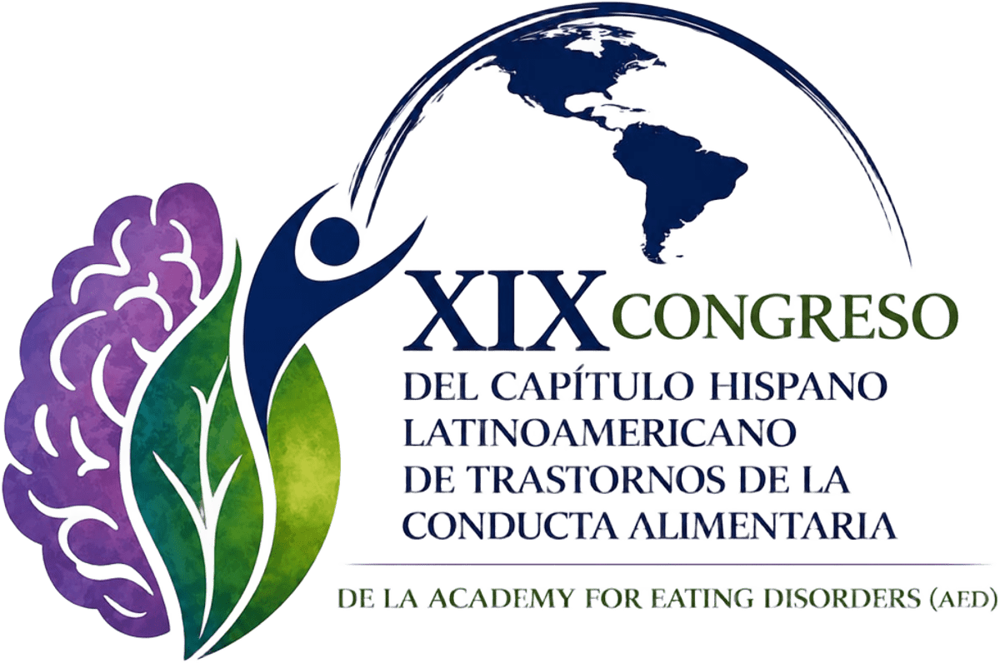 XIX CONGRESO
DEL CAPÍTULO HISPANO
LATINOAMERICANO
DE TRASTORNOS DE LA
CONDUCTA ALIMENTARIA
DE LA ACADEMY FOR EATING DISORDERS (AED)